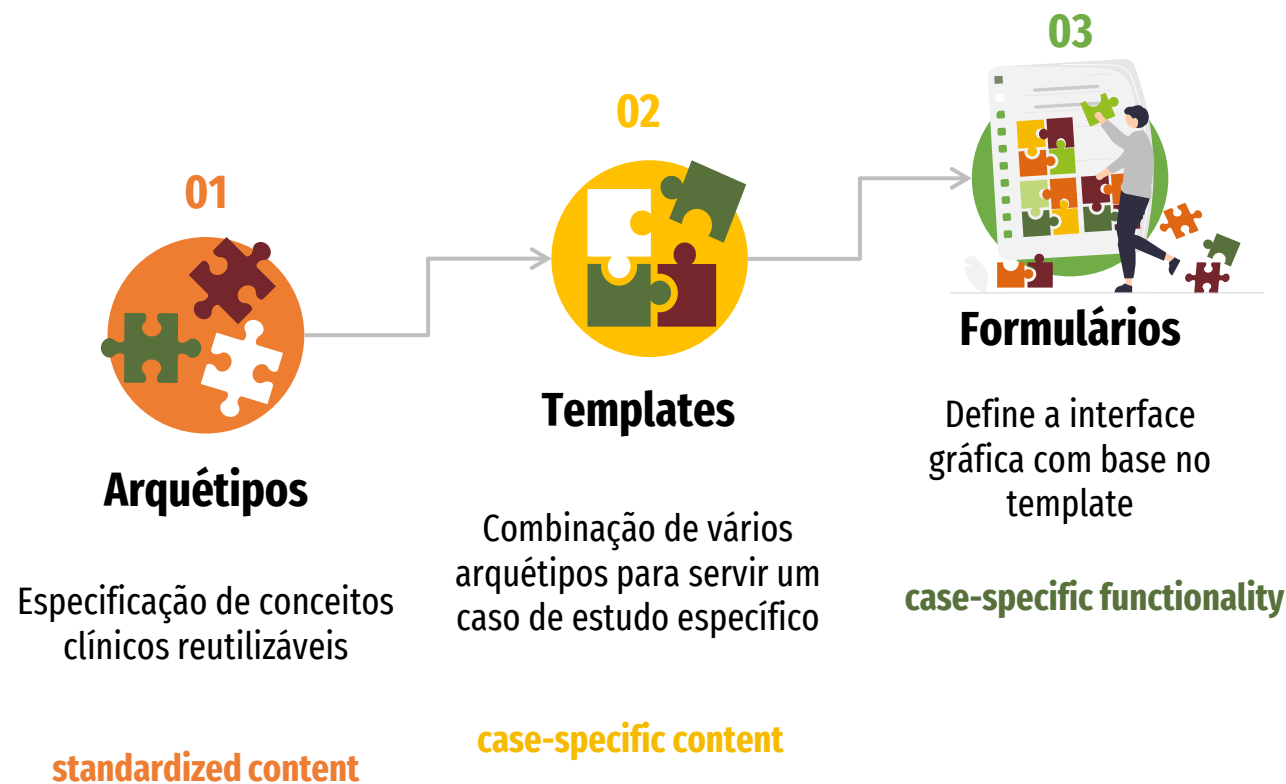 01
Arquétipos
Especificação de conceitos
clínicos reutilizáveis
standardized content
02
Templates
Combinação de vários
arquétipos para servir um
caso de estudo específico
case-specific content
03
Formulários
Define a interface
gráfica com base no
template
case-specific functionality